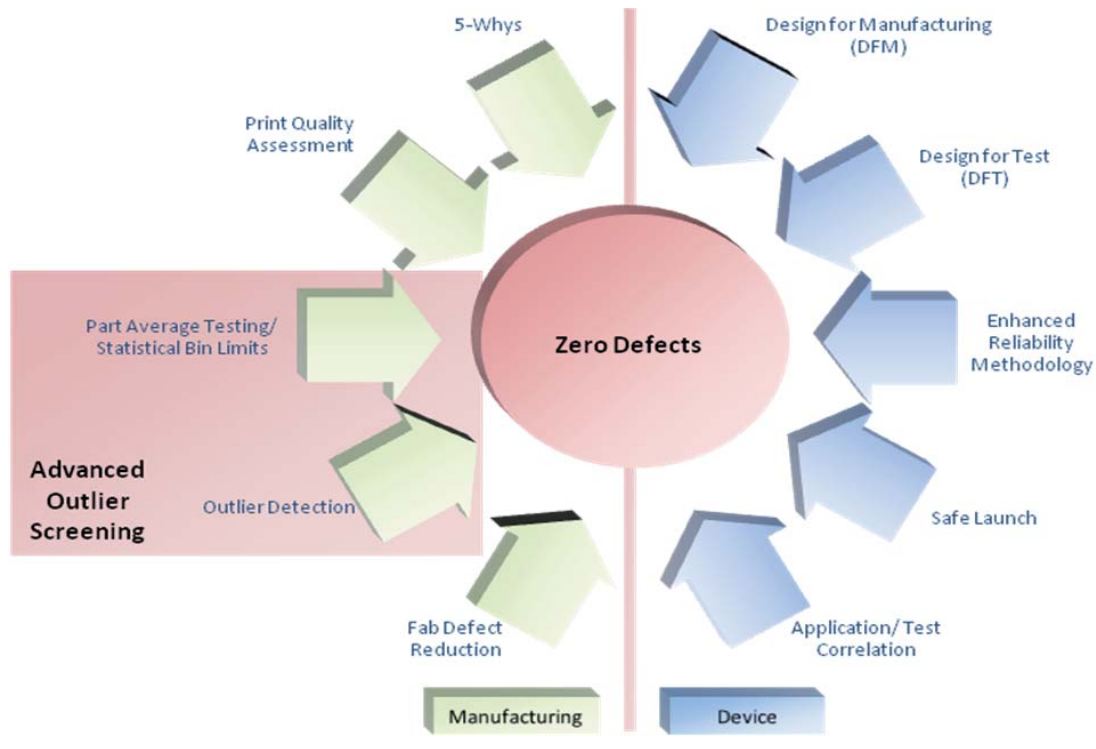 5-Whys
Design for Manufacturing
(DFM)
Print Quality
Assessment
Design for Test
(DFT)
Part Average Testing/
Statistical Bin Limits
Zero Defects
Enhanced
Reliability
Methodology
Advanced
Outlier
Screening
Outlier Detection
Safe Launch
Fab Defect
Reduction
Application/ Test
Correlation
Manufacturing
Device